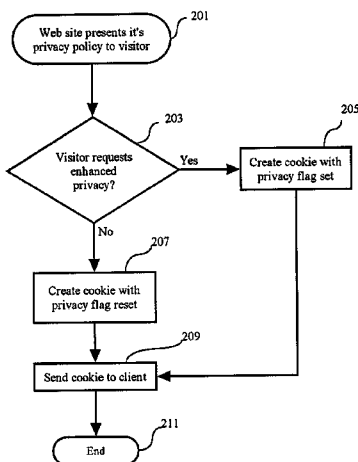 Web site presents it's
privacy policy to visitor
201
203
Visitor requests
enhanced
privacy?
Yes
205
Create cookie with
privacy flag set
No
207
Create cookie with
privacy flag reset
209
Send cookie to client
211
End